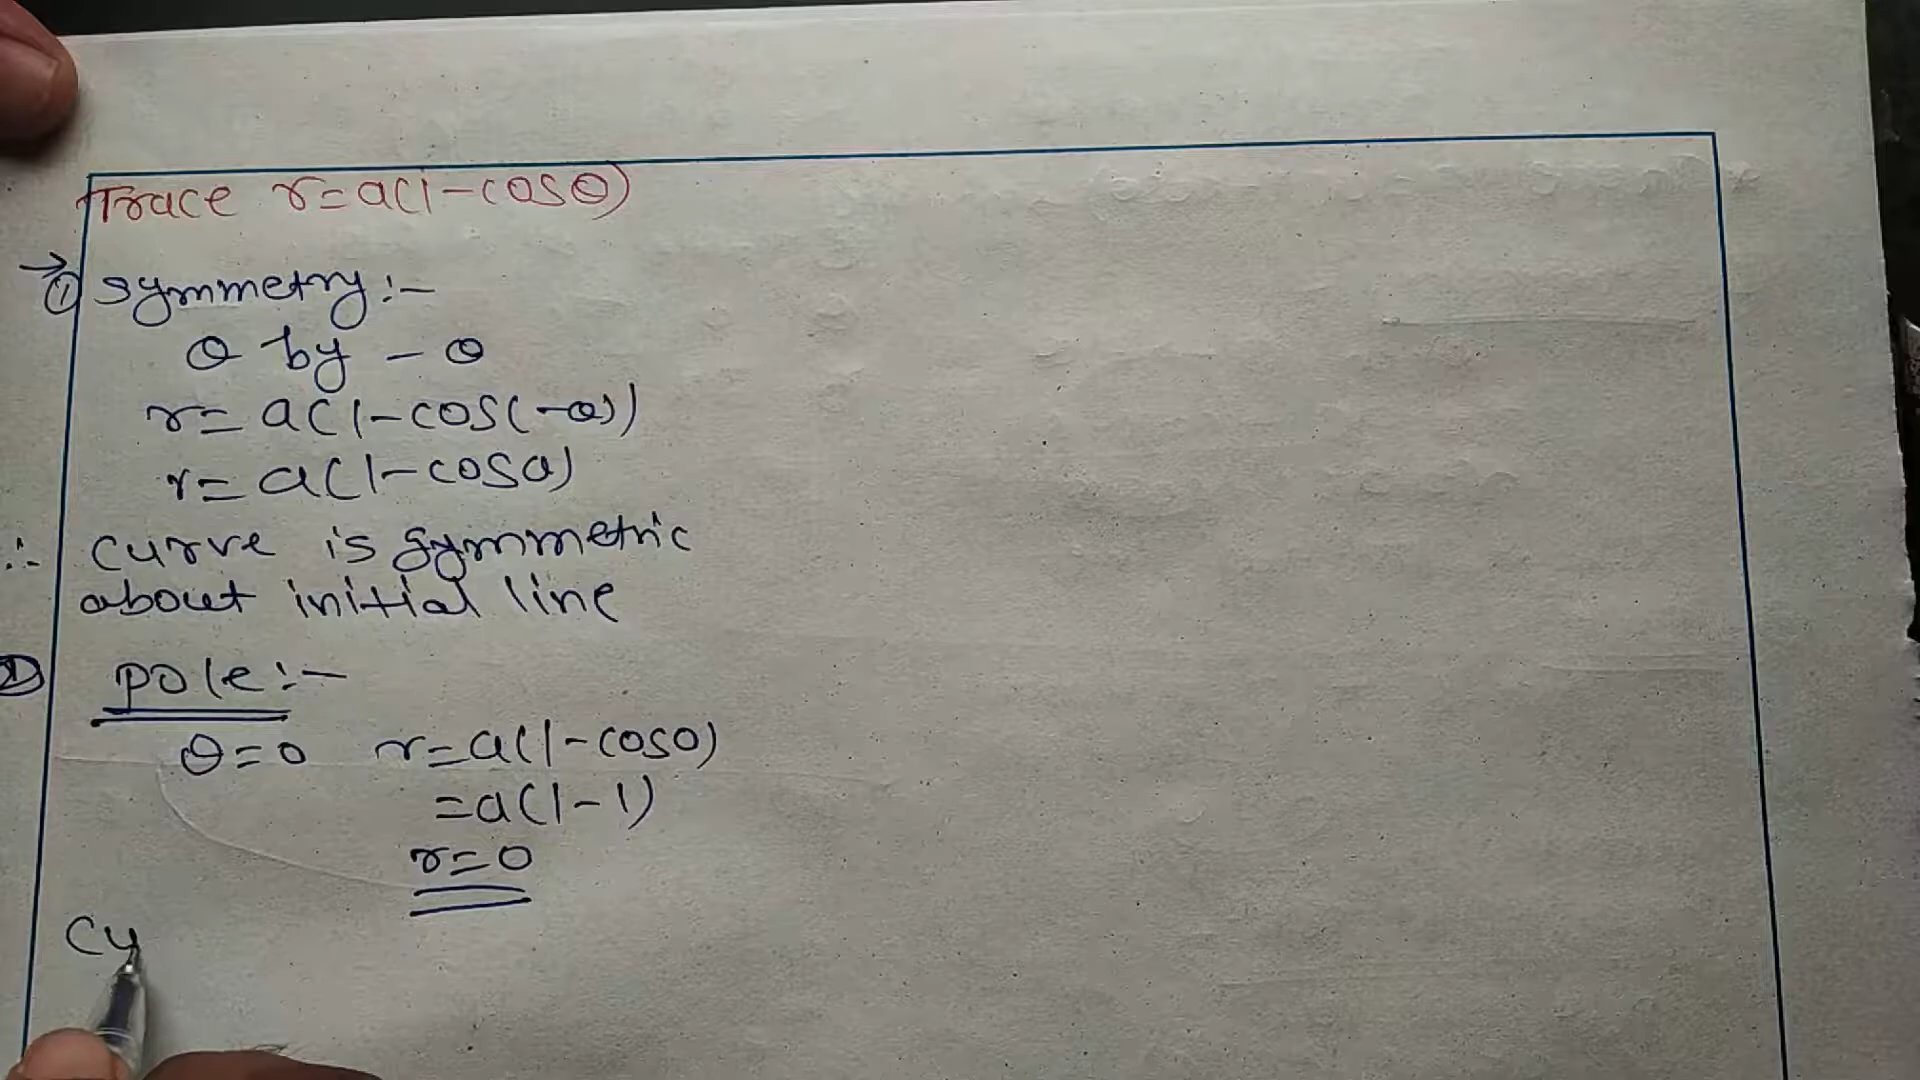 Trace r=a(1-cosθ)
→ ① Symmetry:-
θ by -θ
r= a(1-cos(-θ))
r= a(1-cosθ)
∴ curve is symmetric
about initial line
② pole:-
θ=0 r=a(1-cos0)
=a(1-1)
r=0
Cu